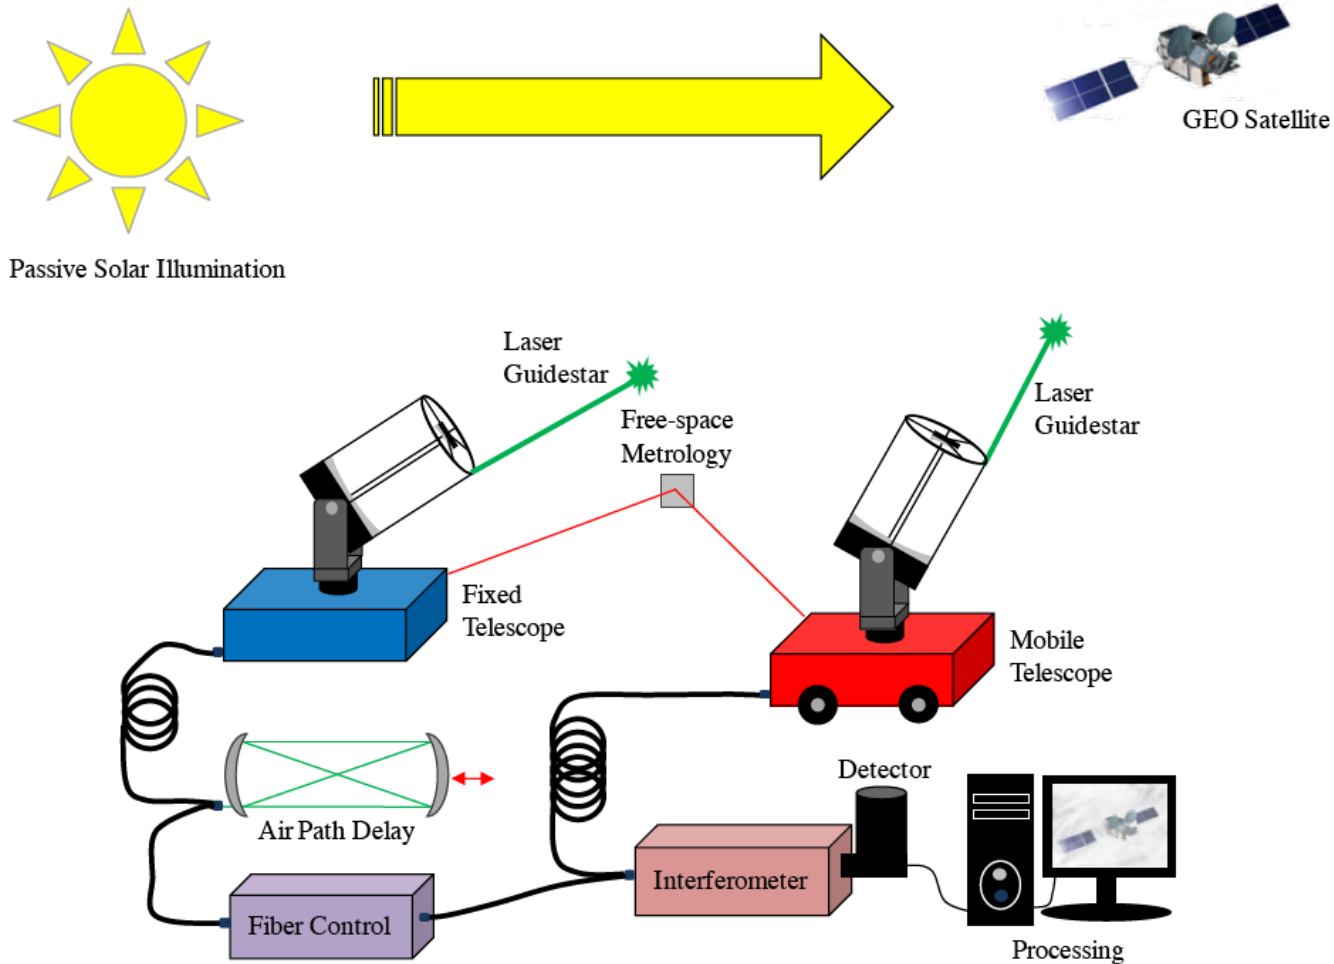 GEO Satellite
Passive Solar Illumination
Laser
Guidestar
Laser
Guidestar
Free-space
Metrology
Fixed
Telescope
Mobile
Telescope
Detector
Air Path Delay
Interferometer
Fiber Control
Processing